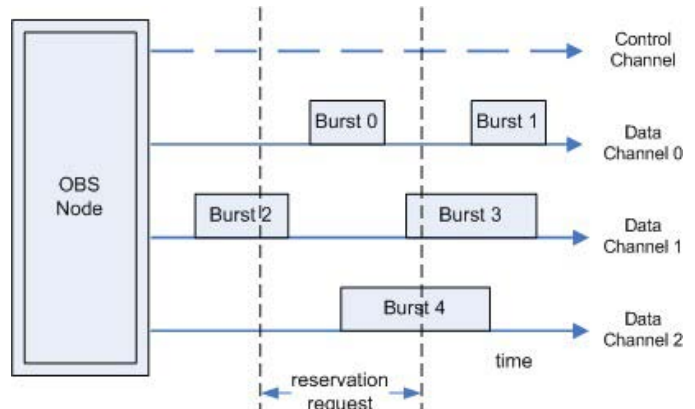 Control
Channel
Burst 0
Burst 1
Data
Channel 0
OBS
Node
Burst 2
Burst 3
Data
Channel 1
Burst 4
Data
Channel 2
time
reservation
request